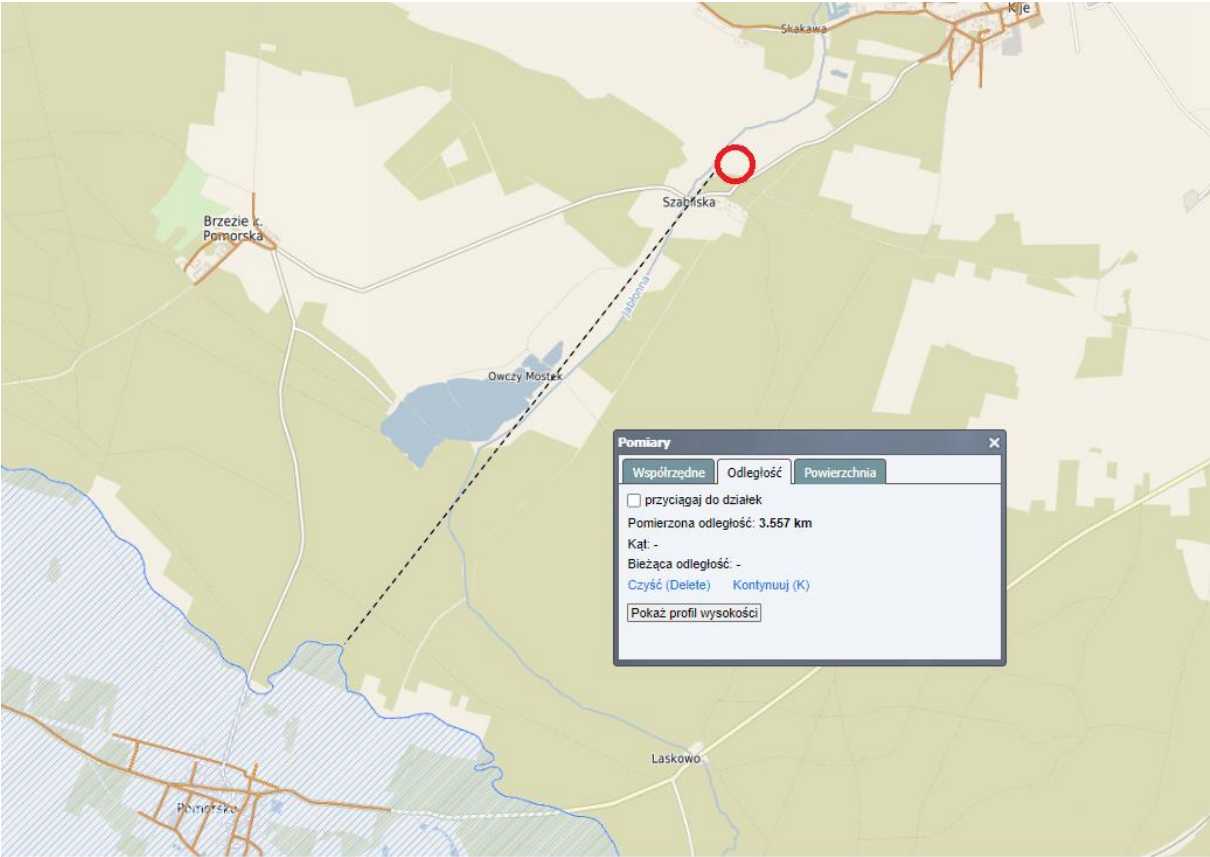 Kije
Skakawa
Szabliska
Brzezie k.
Pomorska
Jabłonna
Owczy Mostek
Pomiary
Współrzędne Odległość Powierzchnia
przyciągaj do działek
Pomierzona odległość: 3.557 km
Kąt: -
Bieżąca odległość: -
Czyść (Delete) Kontynuuj (K)
Pokaż profil wysokości
Laskowo
Pomorsko